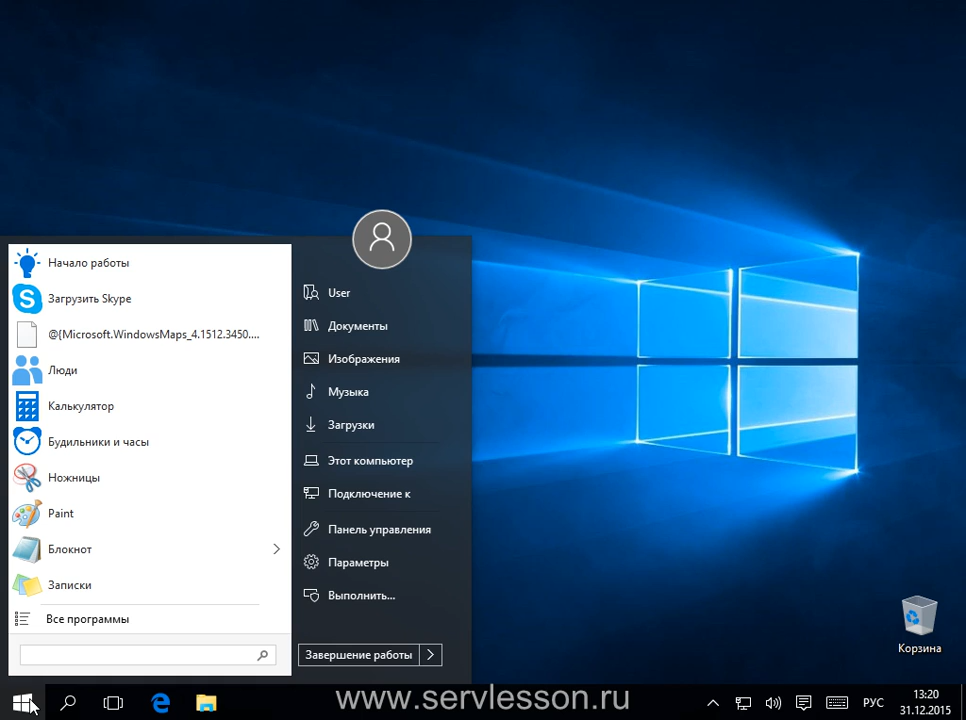 Начало работы
Загрузить Skype
@{Microsoft.WindowsMaps_4.1512.3450....
Люди
Калькулятор
Будильники и часы
Ножницы
Paint
Блокнот
Записки
Все программы
User
Документы
Изображения
Музыка
Загрузки
Этот компьютер
Подключение к
Панель управления
Параметры
Выполнить...
Завершение работы
Корзина
www.servlesson.ru
РУС
13:20
31.12.2015